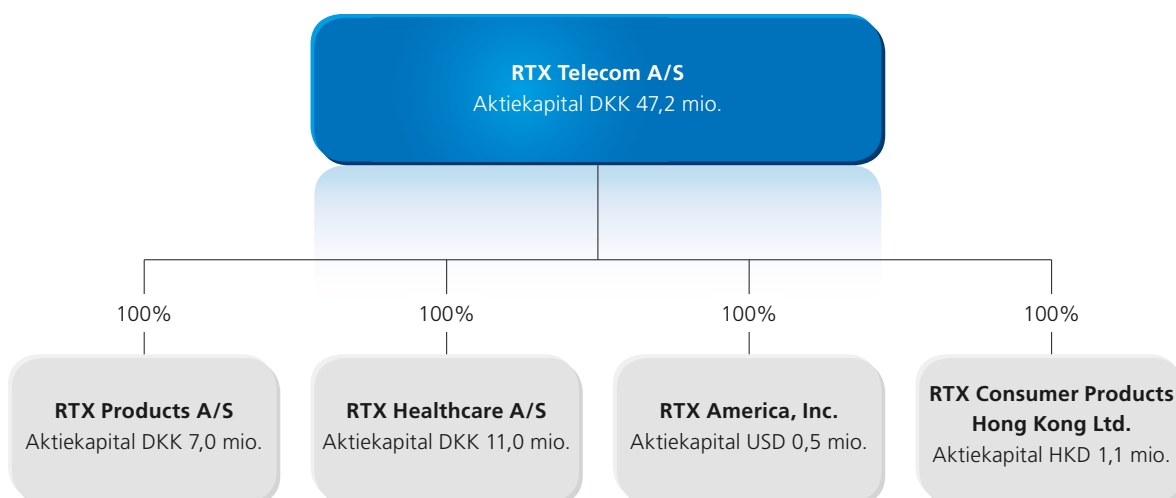 RTX Telecom A/S
Aktiekapital DKK 47,2 mio.
100%
100%
100%
100%
RTX Products A/S
Aktiekapital DKK 7,0 mio.
RTX Healthcare A/S
Aktiekapital DKK 11,0 mio.
RTX America, Inc.
Aktiekapital USD 0,5 mio.
RTX Consumer Products
Hong Kong Ltd.
Aktiekapital HKD 1,1 mio.